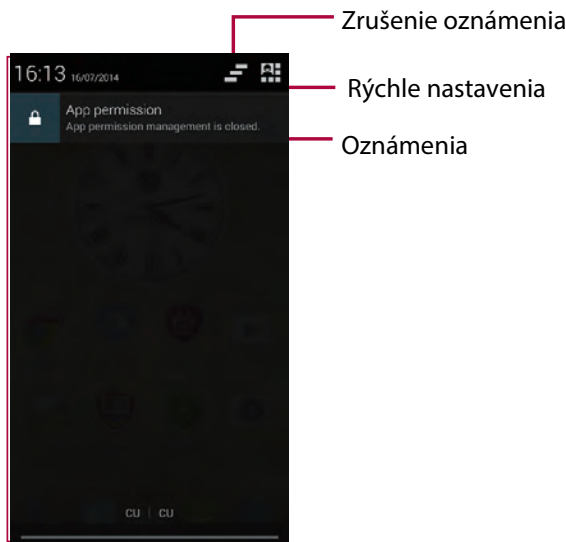 Zrušenie oznámenia
16:13 16/07/2014
Rýchle nastavenia
App permission
App permission management is closed.
Oznámenia
CU | CU